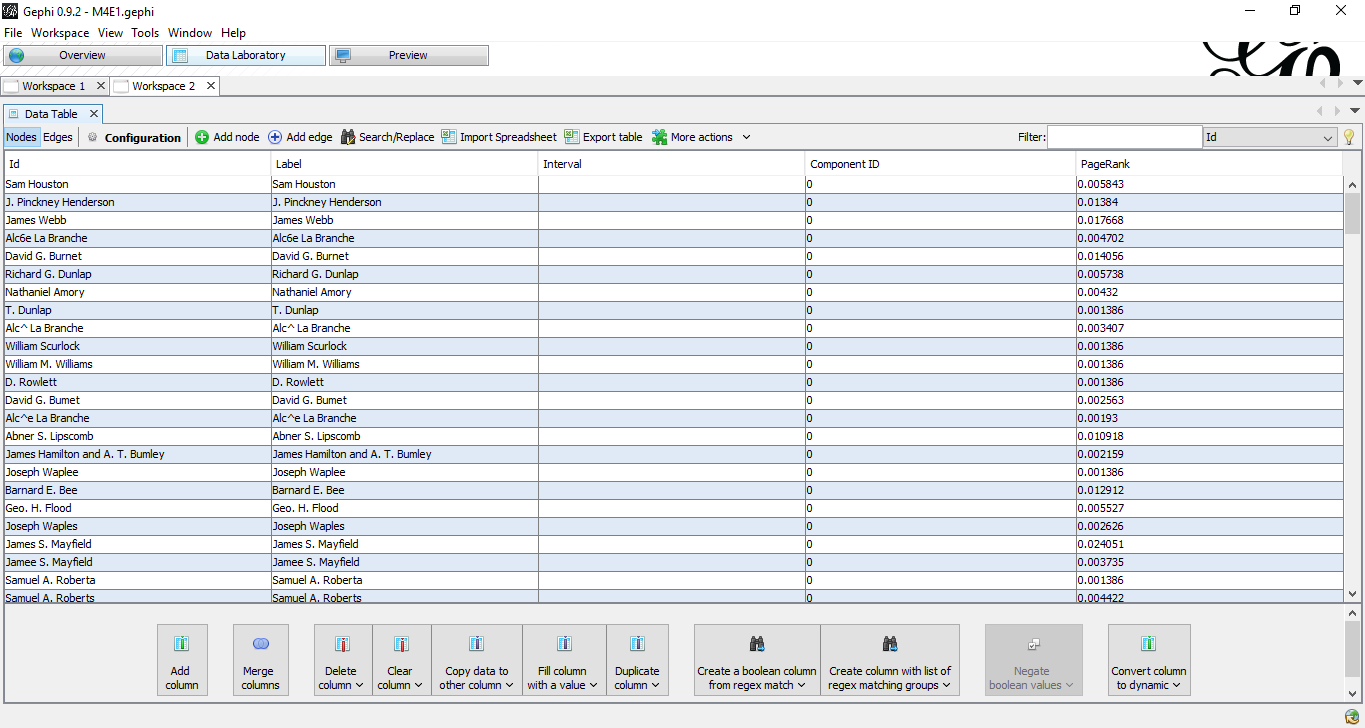 Gephi 0.9.2 - M4E1.gephi
File Workspace View Tools Window Help
Overview Data Laboratory Preview
Workspace 1 Workspace 2
Data Table
Nodes Edges Configuration Add node Add edge Search/Replace Import Spreadsheet Export table More actions Filter: Id
Id Label Interval Component ID PageRank
Sam Houston Sam Houston 0 0.005843
J. Pinckney Henderson J. Pinckney Henderson 0 0.01384
James Webb James Webb 0 0.017668
Alc6e La Branche Alc6e La Branche 0 0.004702
David G. Burnet David G. Burnet 0 0.014056
Richard G. Dunlap Richard G. Dunlap 0 0.005738
Nathaniel Amory Nathaniel Amory 0 0.00432
T. Dunlap T. Dunlap 0 0.001386
Alc^ La Branche Alc^ La Branche 0 0.003407
William Scurlock William Scurlock 0 0.001386
William M. Williams William M. Williams 0 0.001386
D. Rowlett D. Rowlett 0 0.001386
David G. Bumet David G. Bumet 0 0.002563
Alc^e La Branche Alc^e La Branche 0 0.00193
Abner S. Lipscomb Abner S. Lipscomb 0 0.010918
James Hamilton and A. T. Bumley James Hamilton and A. T. Bumley 0 0.002159
Joseph Waplee Joseph Waplee 0 0.001386
Barnard E. Bee Barnard E. Bee 0 0.012912
Geo. H. Flood Geo. H. Flood 0 0.005527
Joseph Waples Joseph Waples 0 0.002626
James S. Mayfield James S. Mayfield 0 0.024051
Jamee S. Mayfield Jamee S. Mayfield 0 0.003735
Samuel A. Roberta Samuel A. Roberta 0 0.001386
Samuel A. Roberts Samuel A. Roberts 0 0.004422
Add column
Merge columns
Delete column
Clear column
Copy data to other column
Fill column with a value
Duplicate column
Create a boolean column from regex match
Create column with list of regex matching groups
Negate boolean values
Convert column to dynamic